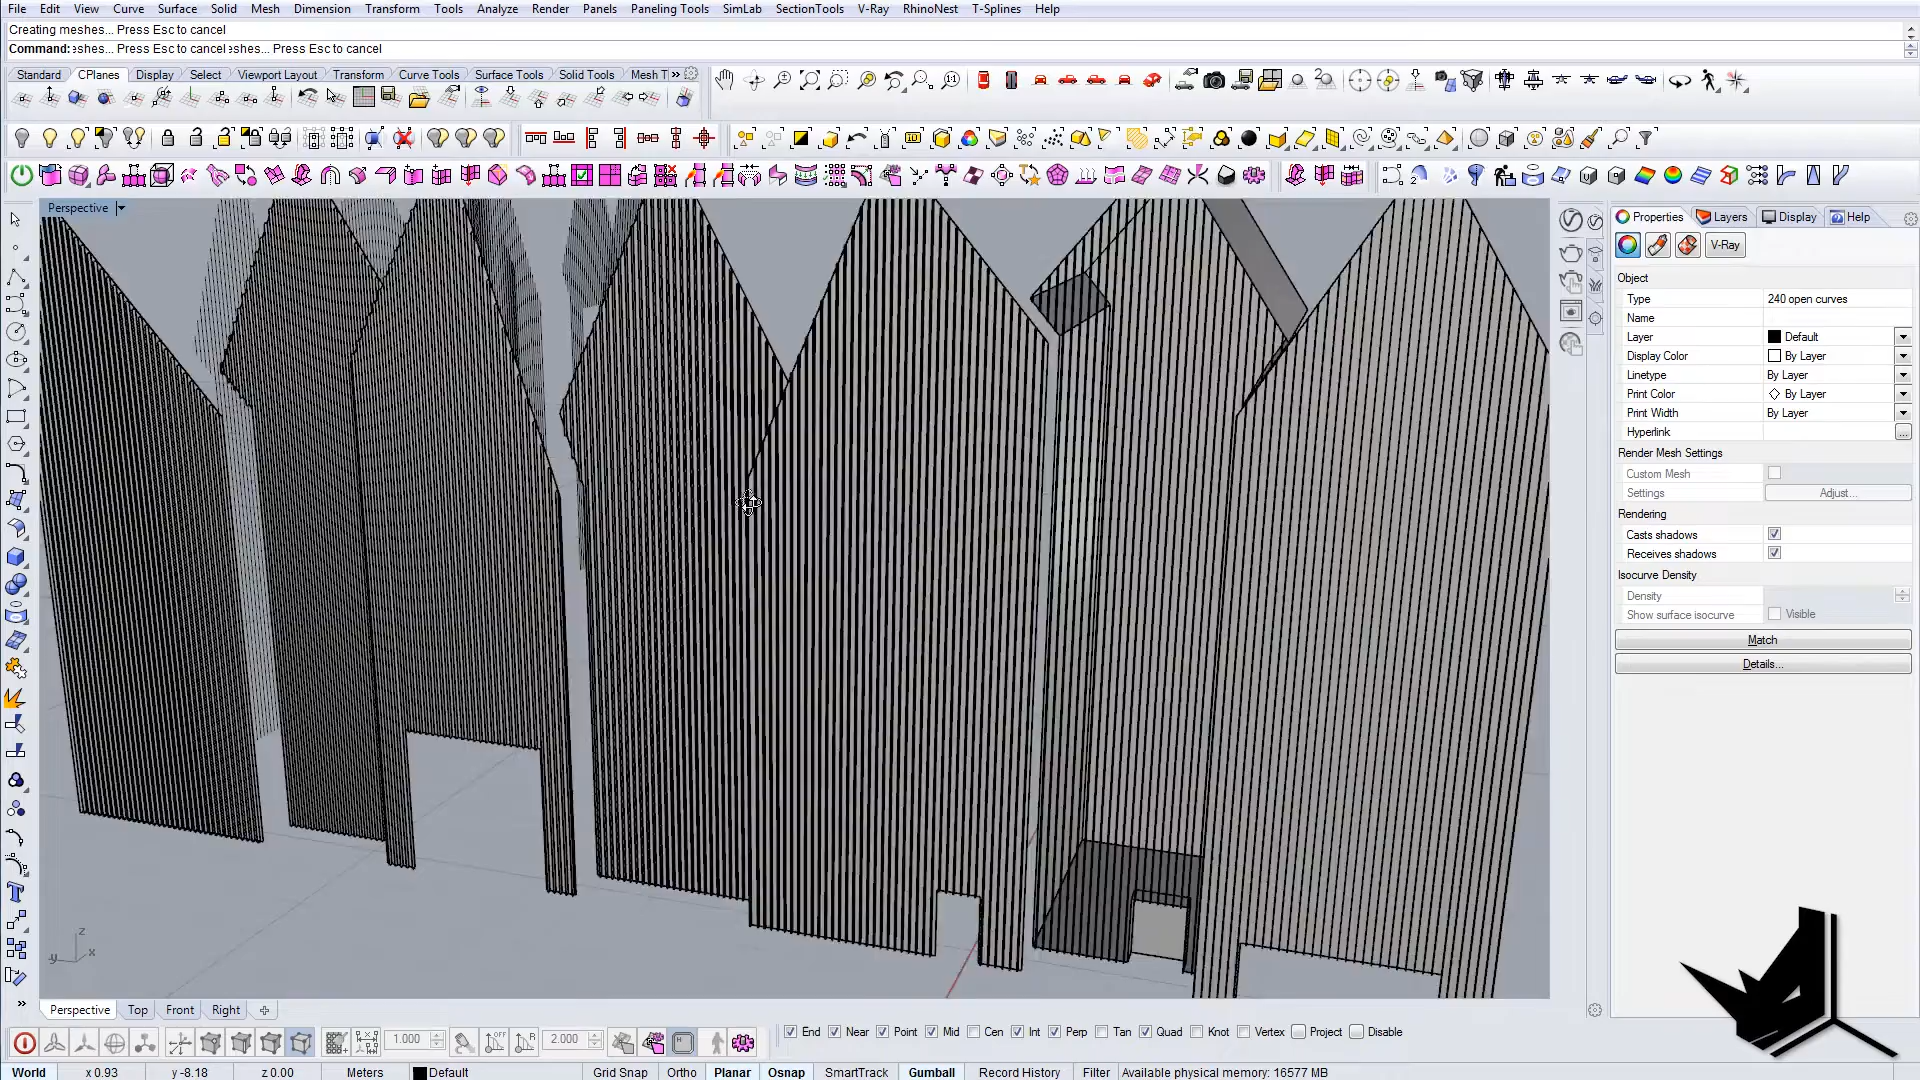 File Edit View Curve Surface Solid Mesh Dimension Transform Tools Analyze Render Panels Paneling Tools SimLab SectionTools V-Ray RhinoNest T-Splines Help
Creating meshes... Press Esc to cancel
Command: eshes... Press Esc to cancel eshes... Press Esc to cancel
Standard CPlanes Display Select Viewport Layout Transform Curve Tools Surface Tools Solid Tools Mesh T
Perspective
Properties Layers Display Help
V-Ray
Object
Type 240 open curves
Name
Layer Default
Display Color By Layer
Linetype By Layer
Print Color By Layer
Print Width By Layer
Hyperlink ...
Render Mesh Settings
Custom Mesh
Settings Adjust...
Rendering
Casts shadows
Receives shadows
Isocurve Density
Density
Show surface isocurve Visible
Match
Details...
z
y x
Perspective Top Front Right
1.000 2.000 End Near Point Mid Cen Int Perp Tan Quad Knot Vertex Project Disable
World x 0.93 y -8.18 z 0.00 Meters Default Grid Snap Ortho Planar Osnap SmartTrack Gumball Record History Filter Available physical memory: 16577 MB